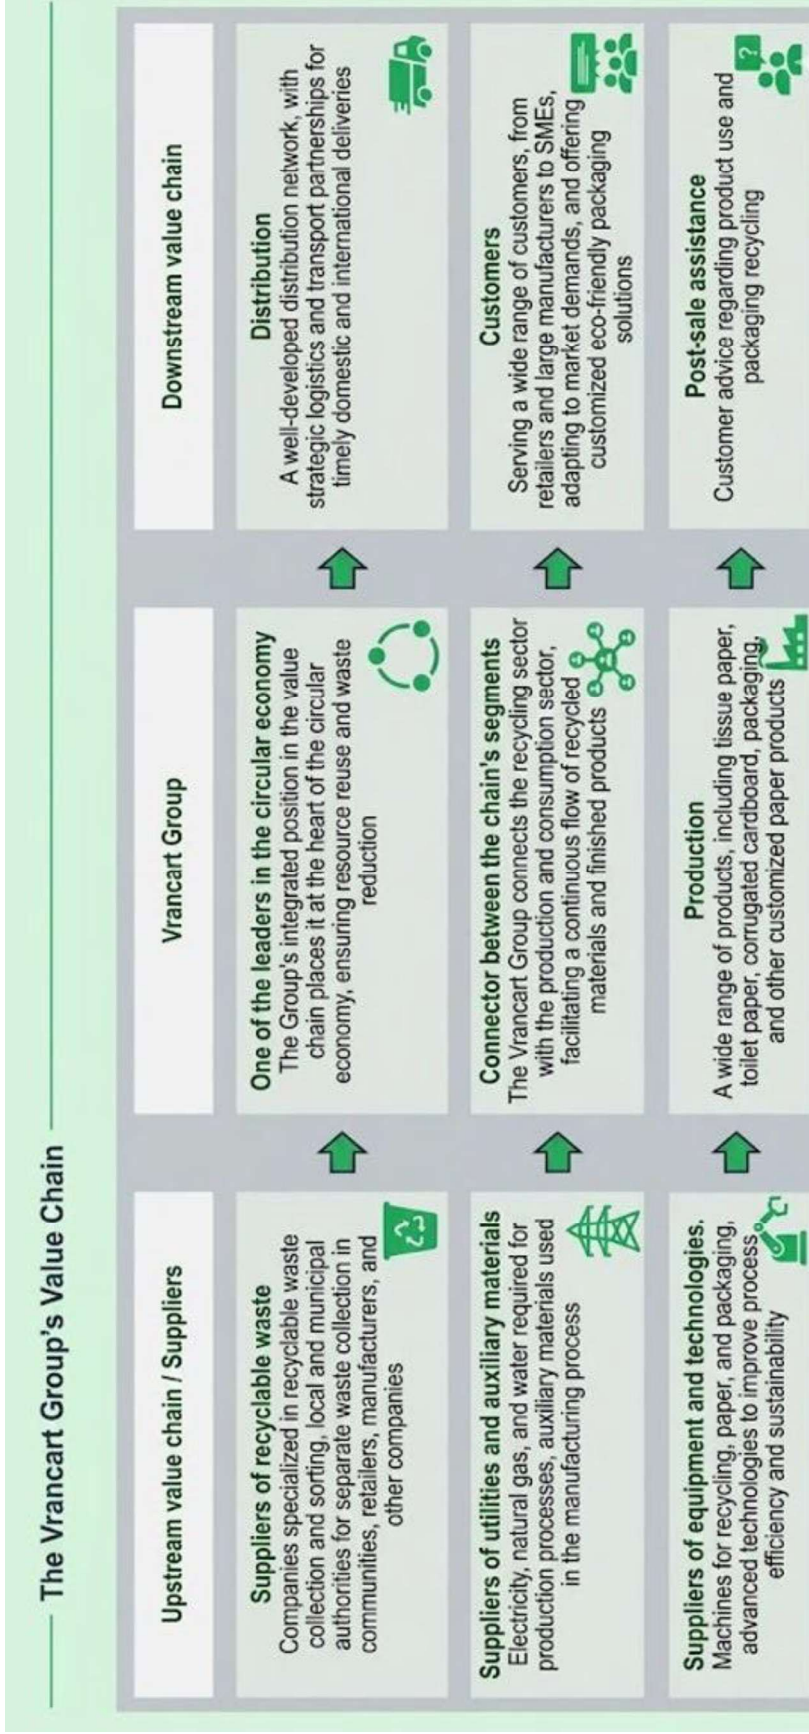 The Vrancart Group's Value Chain
Upstream value chain / Suppliers
Vrancart Group
Downstream value chain
Suppliers of recyclable waste
Companies specialized in recyclable waste
collection and sorting, local and municipal
authorities for separate waste collection in
communities, retailers, manufacturers, and
other companies
One of the leaders in the circular economy
The Group's integrated position in the value
chain places it at the heart of the circular
economy, ensuring resource reuse and waste
reduction
Distribution
A well-developed distribution network, with
strategic logistics and transport partnerships for
timely domestic and international deliveries
Suppliers of utilities and auxiliary materials
Electricity, natural gas, and water required for
production processes, auxiliary materials used
in the manufacturing process
Connector between the chain's segments
The Vrancart Group connects the recycling sector
with the production and consumption sector,
facilitating a continuous flow of recycled
materials and finished products
Customers
Serving a wide range of customers, from
retailers and large manufacturers to SMEs,
adapting to market demands, and offering
customized eco-friendly packaging
solutions
Suppliers of equipment and technologies.
Machines for recycling, paper, and packaging,
advanced technologies to improve process
efficiency and sustainability
Production
A wide range of products, including tissue paper,
toilet paper, corrugated cardboard, packaging,
and other customized paper products
Post-sale assistance
Customer advice regarding product use and
packaging recycling
?